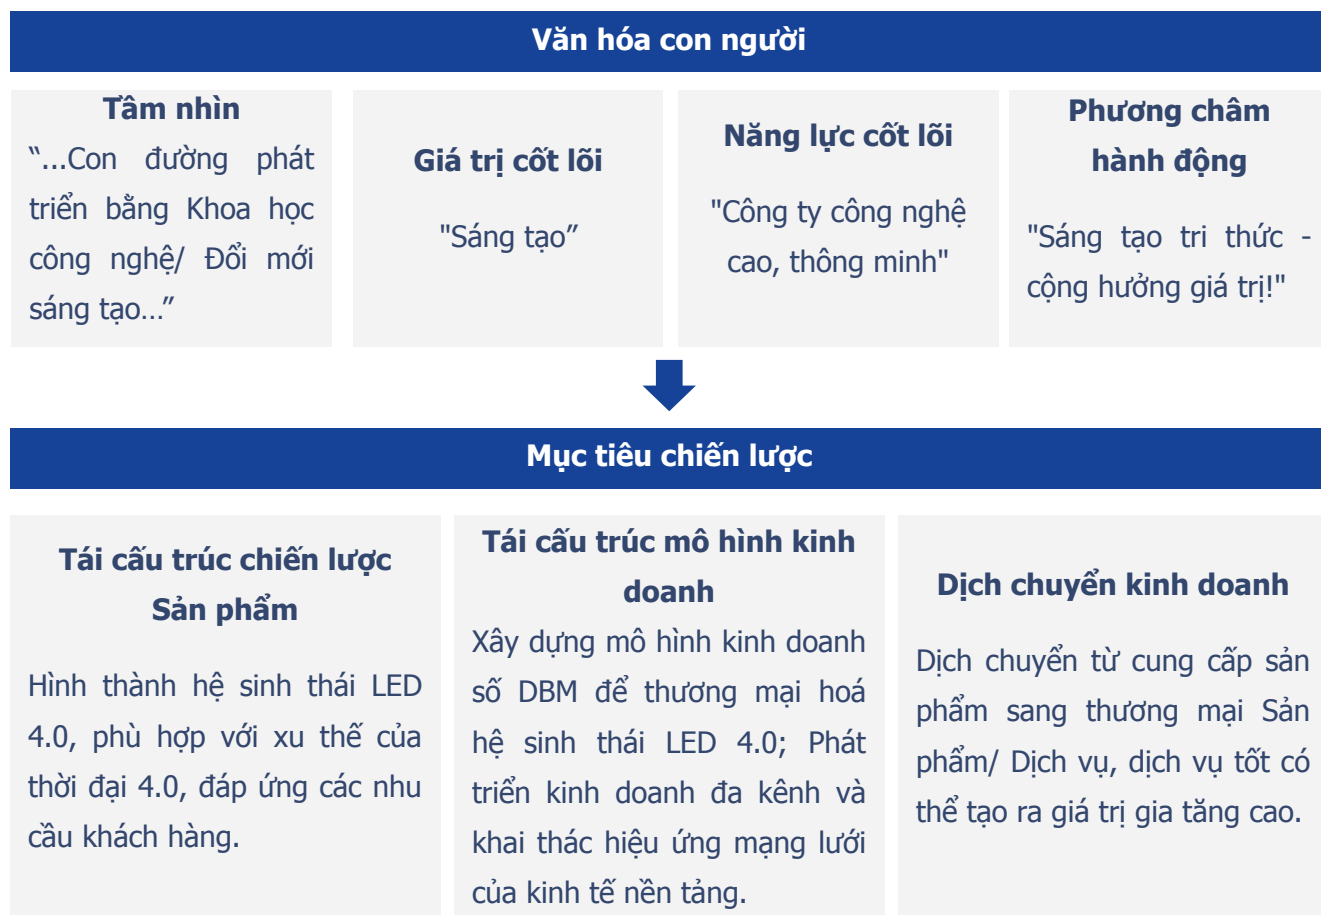 Văn hóa con người
Tầm nhìn
“...Con đường phát
triển bằng Khoa học
công nghệ/ Đổi mới
sáng tạo…”
Giá trị cốt lõi
"Sáng tạo”
Năng lực cốt lõi
"Công ty công nghệ
cao, thông minh"
Phương châm
hành động
"Sáng tạo tri thức -
cộng hưởng giá trị!"
Mục tiêu chiến lược
Tái cấu trúc chiến lược
Sản phẩm
Hình thành hệ sinh thái LED
4.0, phù hợp với xu thế của
thời đại 4.0, đáp ứng các nhu
cầu khách hàng.
Tái cấu trúc mô hình kinh
doanh
Xây dựng mô hình kinh doanh
số DBM để thương mại hoá
hệ sinh thái LED 4.0; Phát
triển kinh doanh đa kênh và
khai thác hiệu ứng mạng lưới
của kinh tế nền tảng.
Dịch chuyển kinh doanh
Dịch chuyển từ cung cấp sản
phẩm sang thương mại Sản
phẩm/ Dịch vụ, dịch vụ tốt có
thể tạo ra giá trị gia tăng cao.